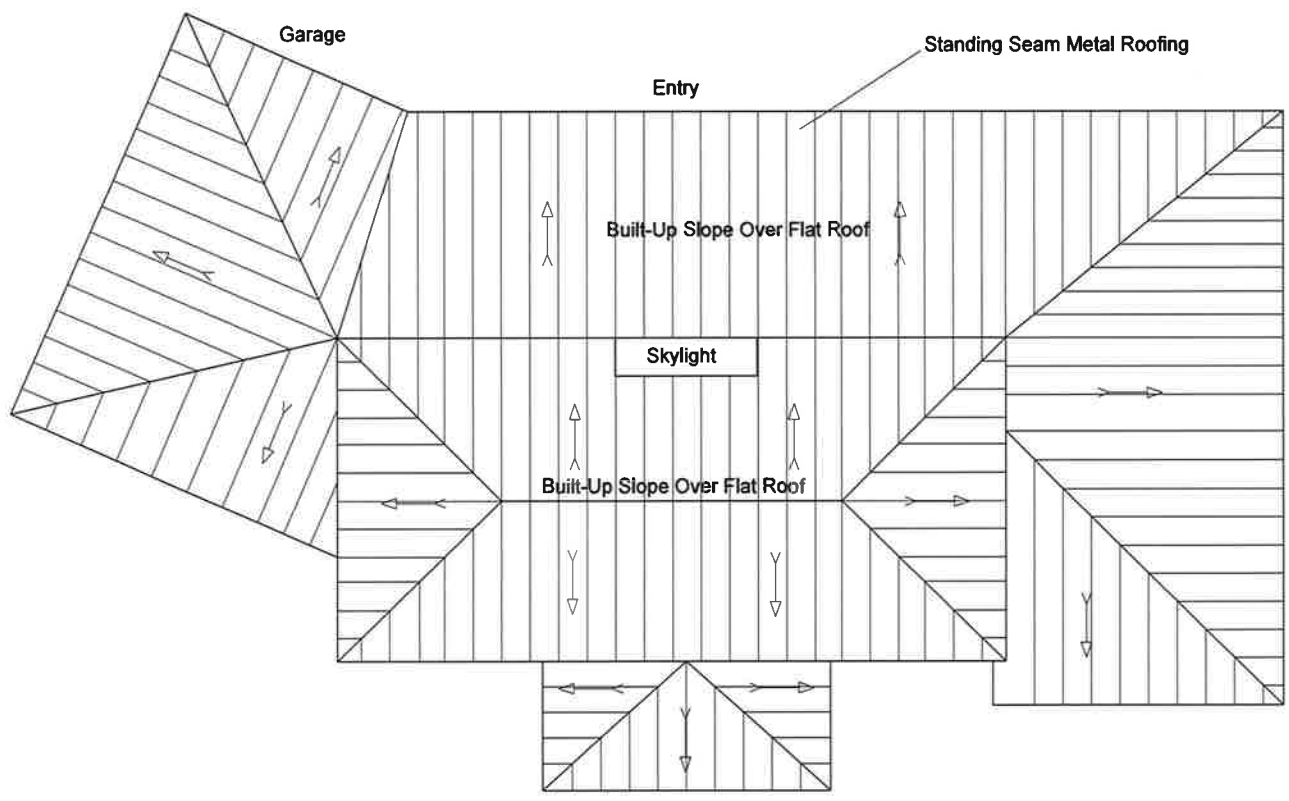 Garage
Standing Seam Metal Roofing
Entry
Built-Up Slope Over Flat Roof
Skylight
Built-Up Slope Over Flat Roof